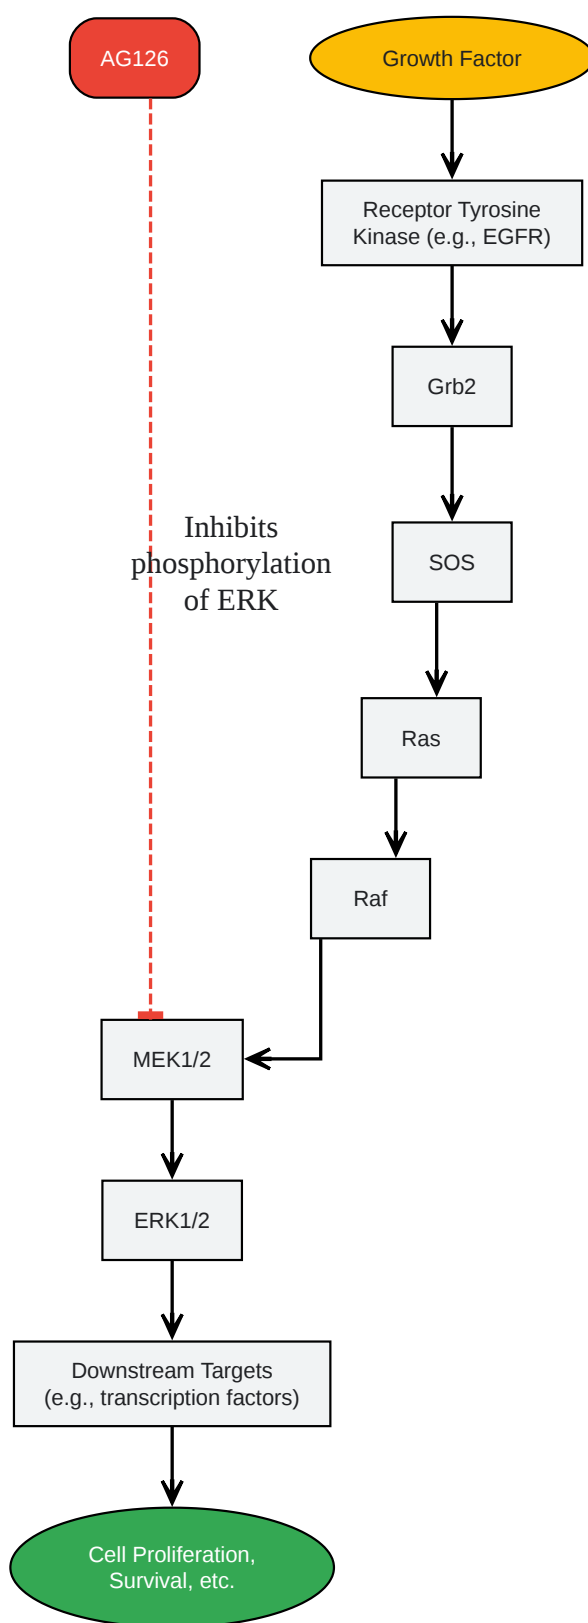 AG126
Growth Factor
Receptor Tyrosine
Kinase (e.g., EGFR)
Grb2
Inhibits
phosphorylation
of ERK
SOS
Ras
Raf
MEK1/2
ERK1/2
Downstream Targets
(e.g., transcription factors)
Cell Proliferation,
Survival, etc.